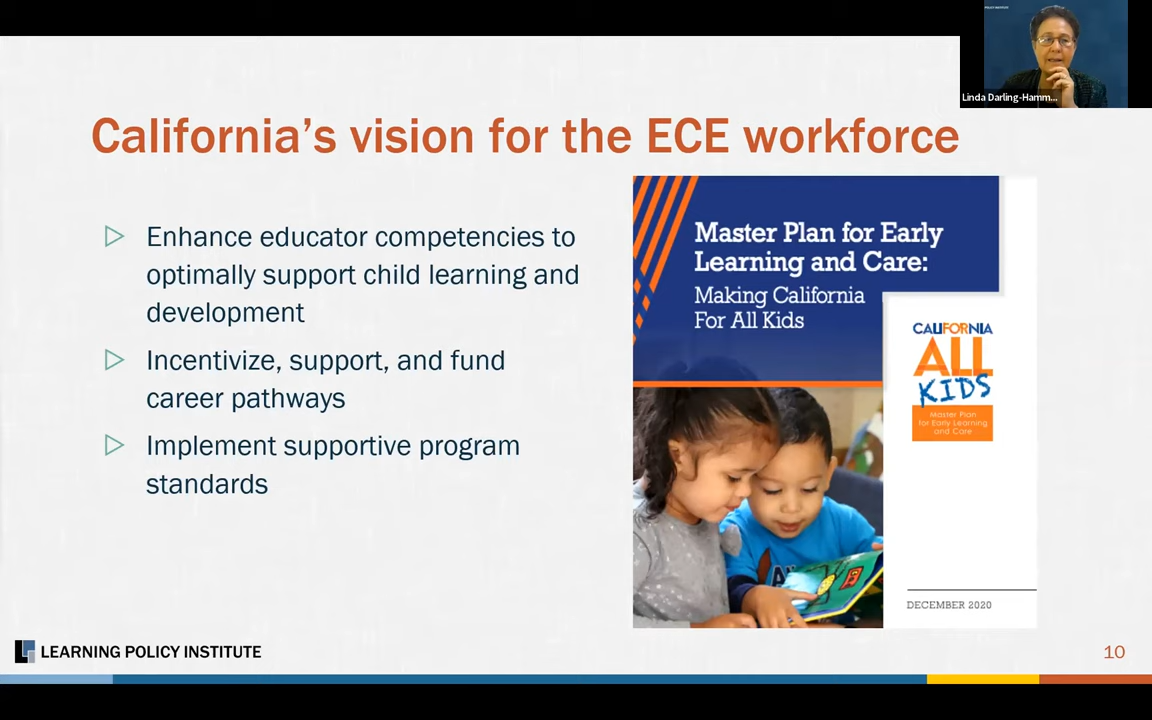 Linda Darling-Hamm...
California's vision for the ECE workforce
Enhance educator competencies to
optimally support child learning and
development
Incentivize, support, and fund
career pathways
Implement supportive program
standards
Master Plan for Early
Learning and Care:
Making California
For All Kids
CALIFORNIA
ALL
KIDS
Master Plan
for Early Learning
and Care
DECEMBER 2020
LEARNING POLICY INSTITUTE
10